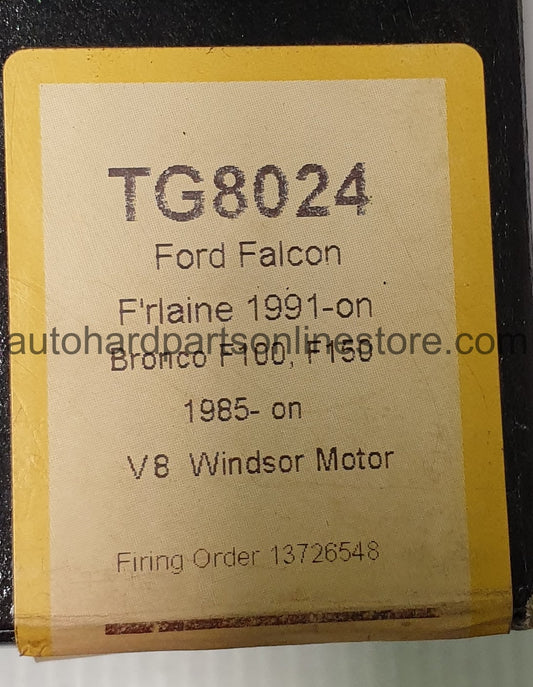 TG8024
Ford Falcon
F'rlaine 1991-on
autohardpartsonlinestore.com
Bronco F100, F150
1985- on
V8 Windsor Motor
Firing Order 13726548